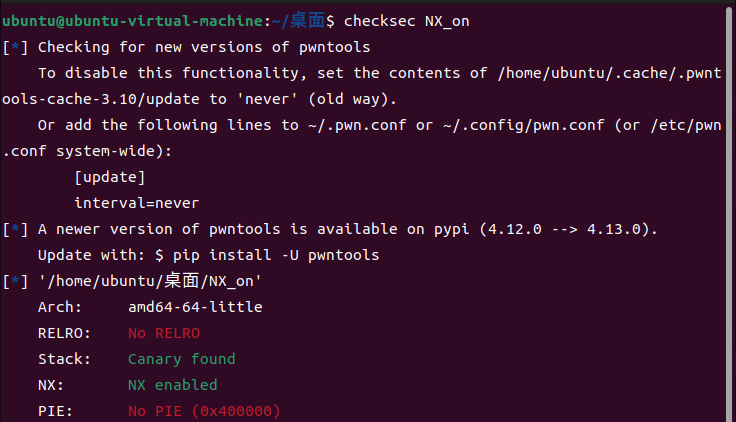 ubuntu@ubuntu-virtual-machine:~/桌面$ checksec NX_on
[*] Checking for new versions of pwntools
    To disable this functionality, set the contents of /home/ubuntu/.cache/.pwnt
ools-cache-3.10/update to 'never' (old way).
    Or add the following lines to ~/.pwn.conf or ~/.config/pwn.conf (or /etc/pwn
.conf system-wide):
        [update]
        interval=never
[*] A newer version of pwntools is available on pypi (4.12.0 --> 4.13.0).
    Update with: $ pip install -U pwntools
[*] '/home/ubuntu/桌面/NX_on'
    Arch:     amd64-64-little
    RELRO:    No RELRO
    Stack:    Canary found
    NX:       NX enabled
    PIE:      No PIE (0x400000)